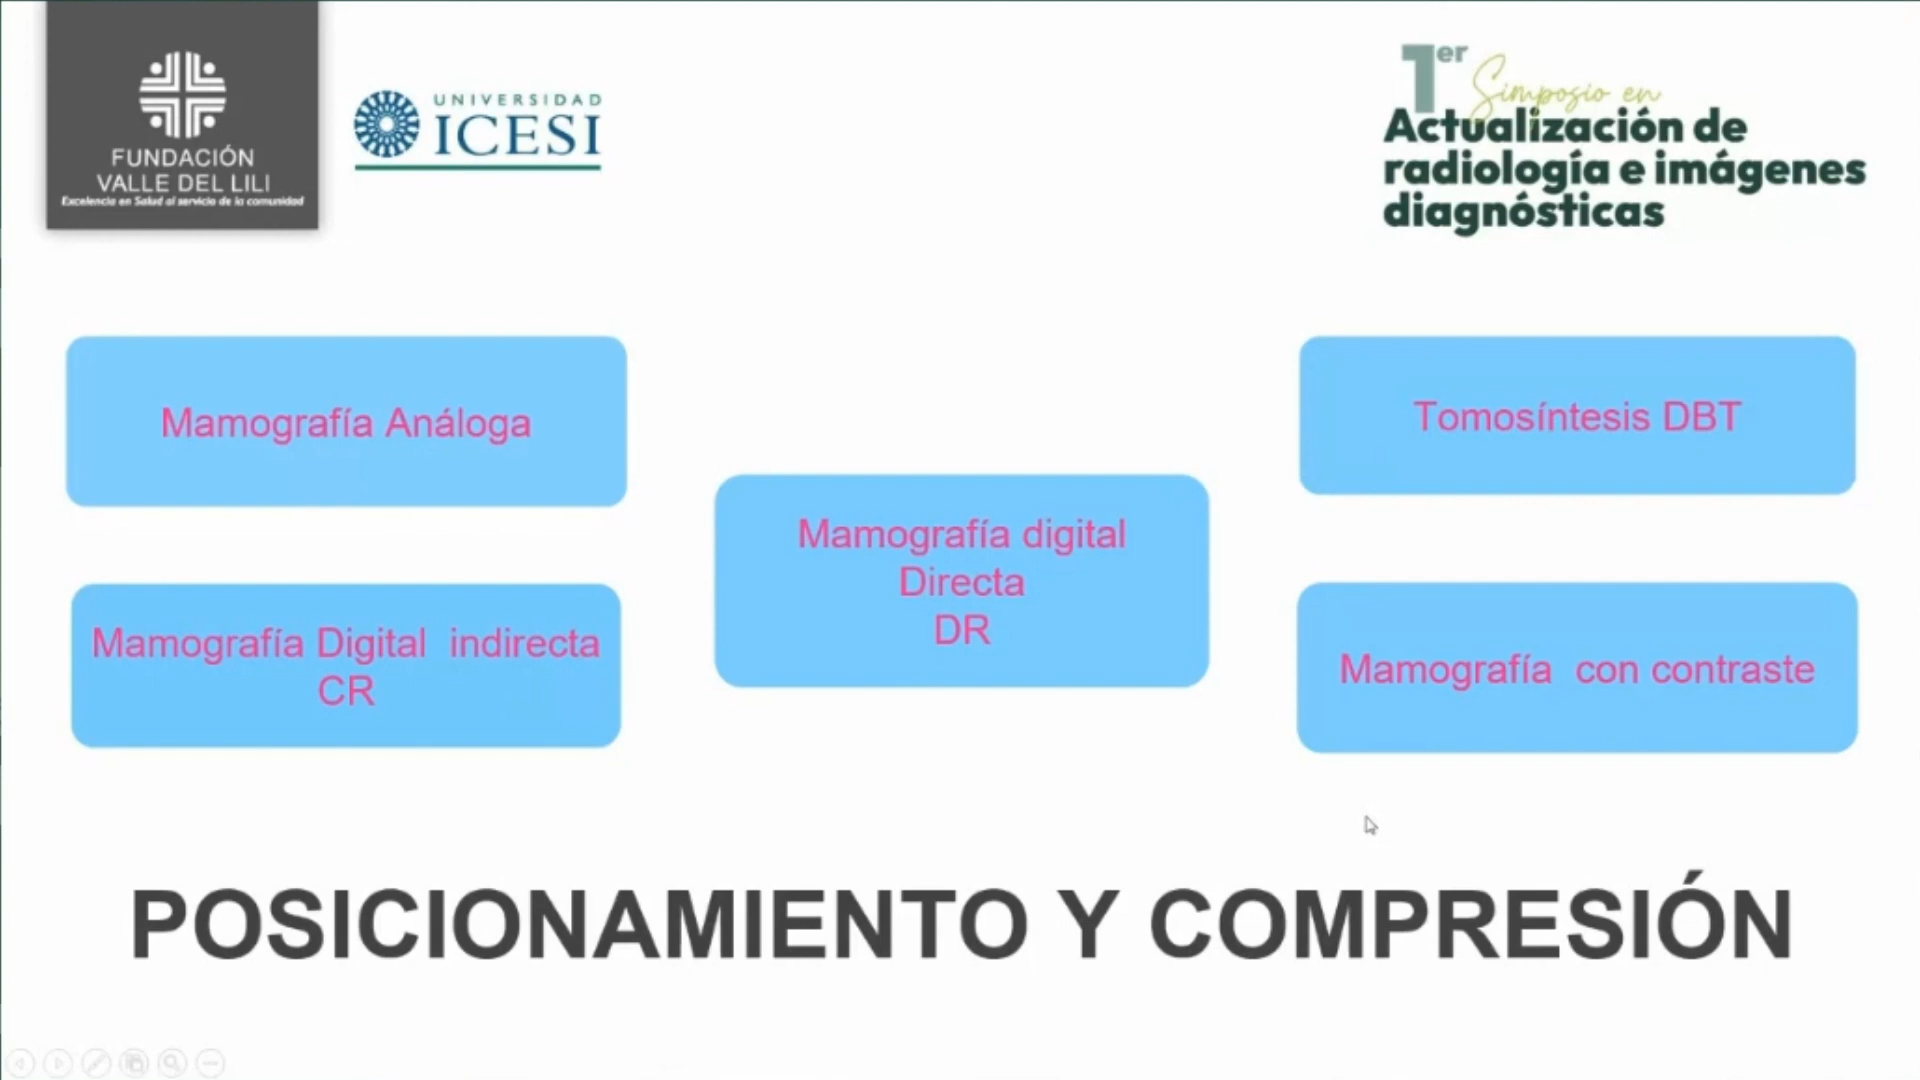 FUNDACIÓN
VALLE DEL LILI
Excelencia en Salud al servicio de la comunidad
UNIVERSIDAD
ICESI
1er
Simposio en
Actualización de
radiología e imágenes
diagnósticas
Mamografía Análoga
Mamografía Digital  indirecta
CR
Mamografía digital
Directa
DR
Tomosíntesis DBT
Mamografía  con contraste
POSICIONAMIENTO Y COMPRESIÓN